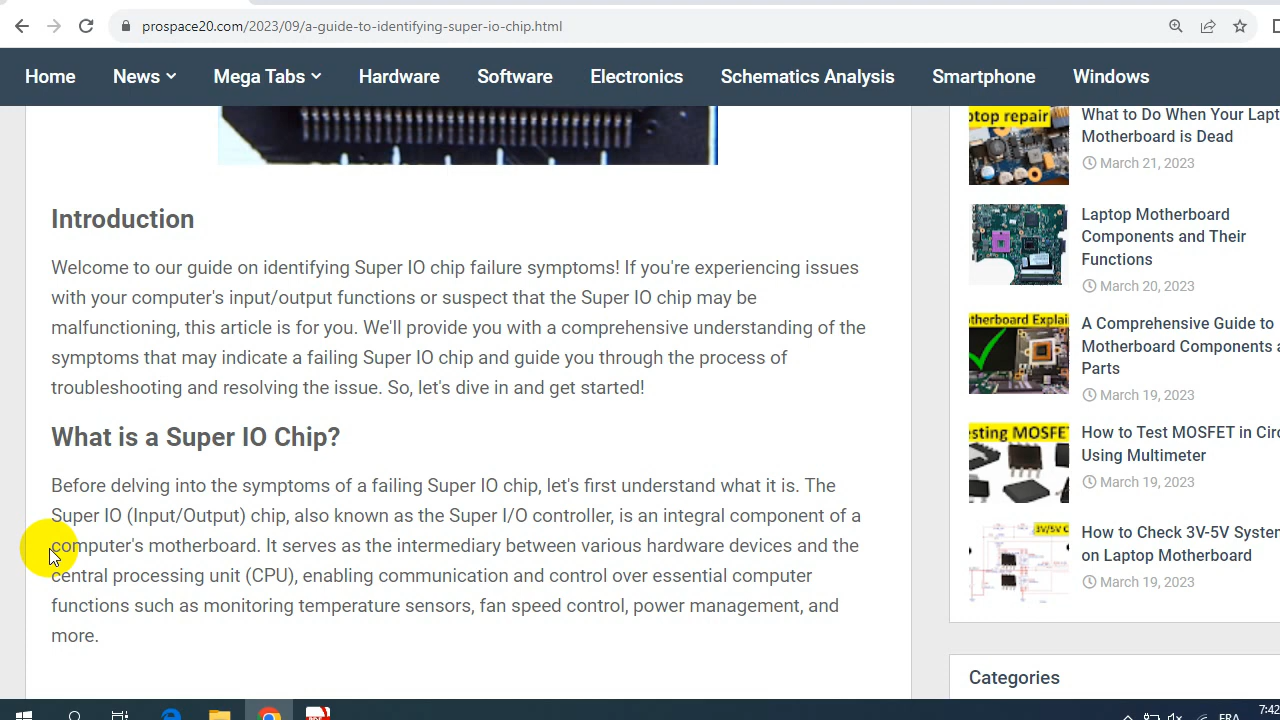 prospace20.com/2023/09/a-guide-to-identifying-super-io-chip.html
Home News Mega Tabs Hardware Software Electronics Schematics Analysis Smartphone Windows
Introduction
Welcome to our guide on identifying Super IO chip failure symptoms! If you're experiencing issues
with your computer's input/output functions or suspect that the Super IO chip may be
malfunctioning, this article is for you. We'll provide you with a comprehensive understanding of the
symptoms that may indicate a failing Super IO chip and guide you through the process of
troubleshooting and resolving the issue. So, let's dive in and get started!
What is a Super IO Chip?
Before delving into the symptoms of a failing Super IO chip, let's first understand what it is. The
Super IO (Input/Output) chip, also known as the Super I/O controller, is an integral component of a
computer's motherboard. It serves as the intermediary between various hardware devices and the
central processing unit (CPU), enabling communication and control over essential computer
functions such as monitoring temperature sensors, fan speed control, power management, and
more.
ptop repair
What to Do When Your Lapt
Motherboard is Dead
March 21, 2023
Laptop Motherboard
Components and Their
Functions
March 20, 2023
therboard Explai
A Comprehensive Guide to
Motherboard Components a
Parts
March 19, 2023
esting MOSFE
How to Test MOSFET in Circ
Using Multimeter
March 19, 2023
3V/5V C
How to Check 3V-5V System
on Laptop Motherboard
March 19, 2023
Categories
7:42
FRA